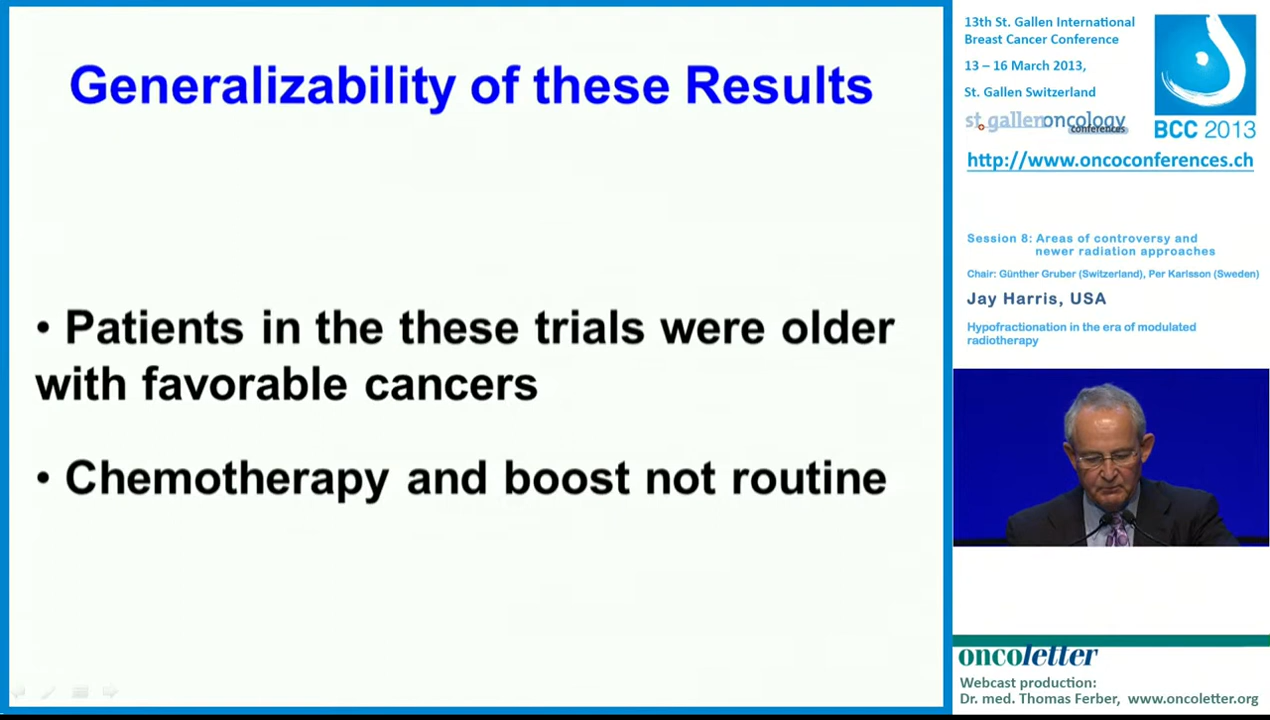 Generalizability of these Results
• Patients in the these trials were older
with favorable cancers
• Chemotherapy and boost not routine
13th St. Gallen International
Breast Cancer Conference
13 – 16 March 2013,
St. Gallen Switzerland
st.gallenoncology
conferences
BCC 2013
http://www.oncoconferences.ch
Session 8: Areas of controversy and
newer radiation approaches
Chair: Günther Gruber (Switzerland), Per Karlsson (Sweden)
Jay Harris, USA
Hypofractionation in the era of modulated
radiotherapy
oncoletter
Webcast production:
Dr. med. Thomas Ferber, www.oncoletter.org